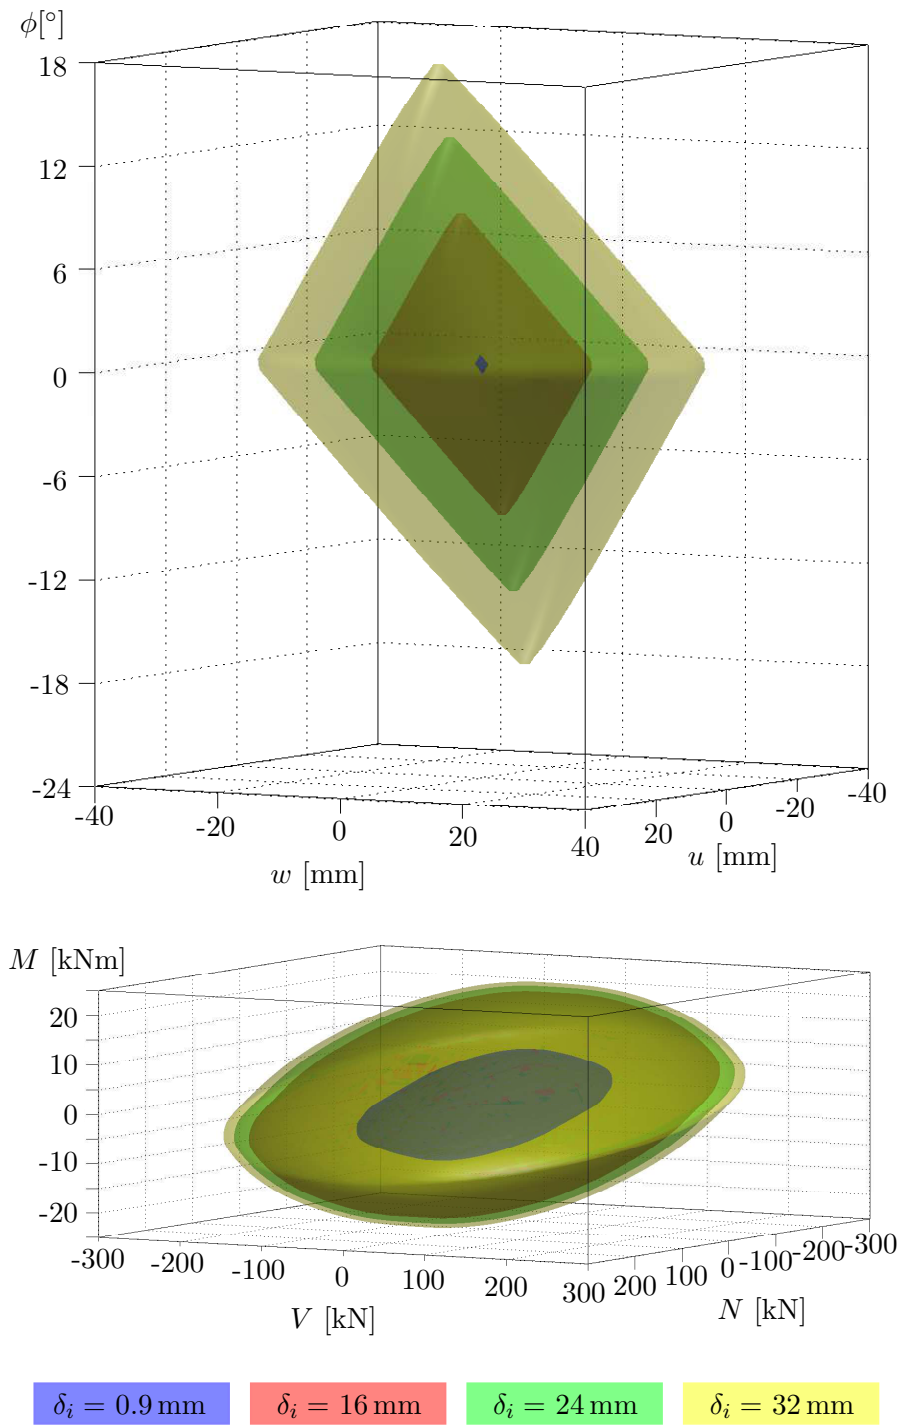 ϕ[°]
18
12
6
0
-6
-12
-18
-24
-40 -20 0 20 40
20 0 -20 -40
w [mm]
u [mm]
M [kNm]
20
10
0
-10
-20
-300 -200 -100 0 100 200 300
200 100 0 -100 -200 -300
V [kN]
N [kN]
δi = 0.9 mm δi = 16 mm δi = 24 mm δi = 32 mm